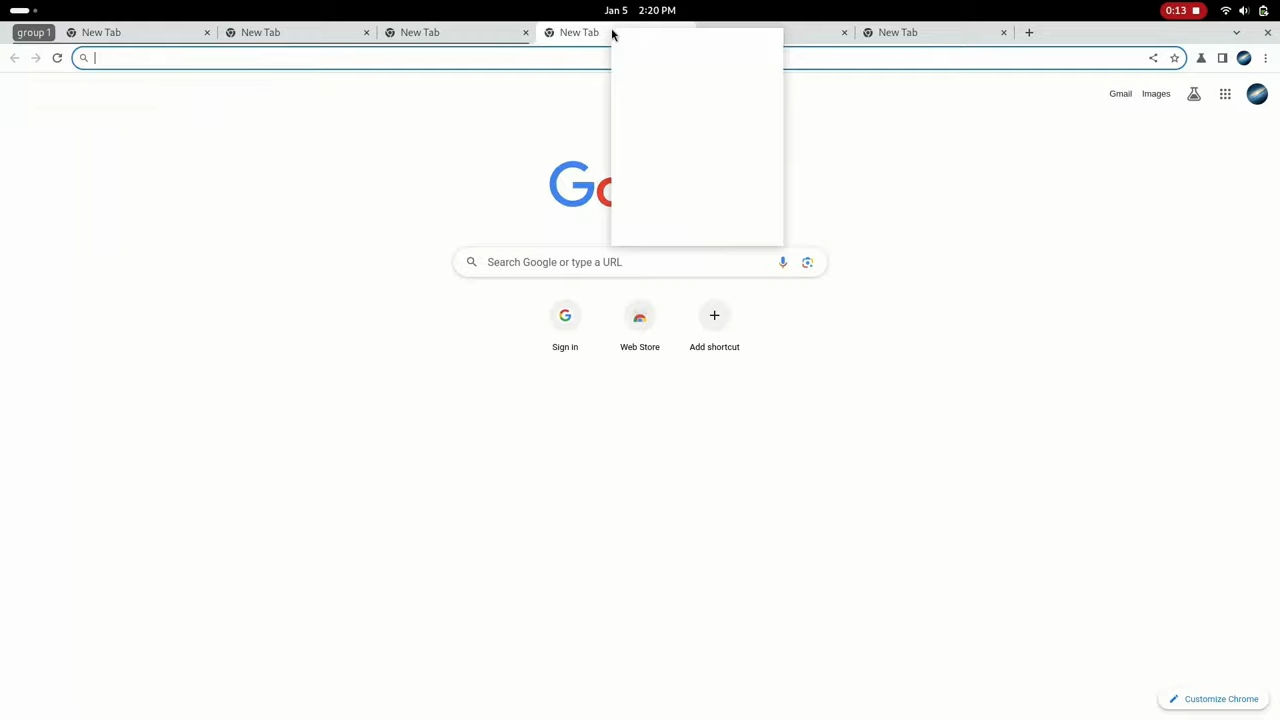 Jan 5 2:20 PM
0:13
group 1 New Tab New Tab New Tab New Tab New Tab
Gmail Images
Go
Search Google or type a URL
Sign in Web Store Add shortcut
Customize Chrome